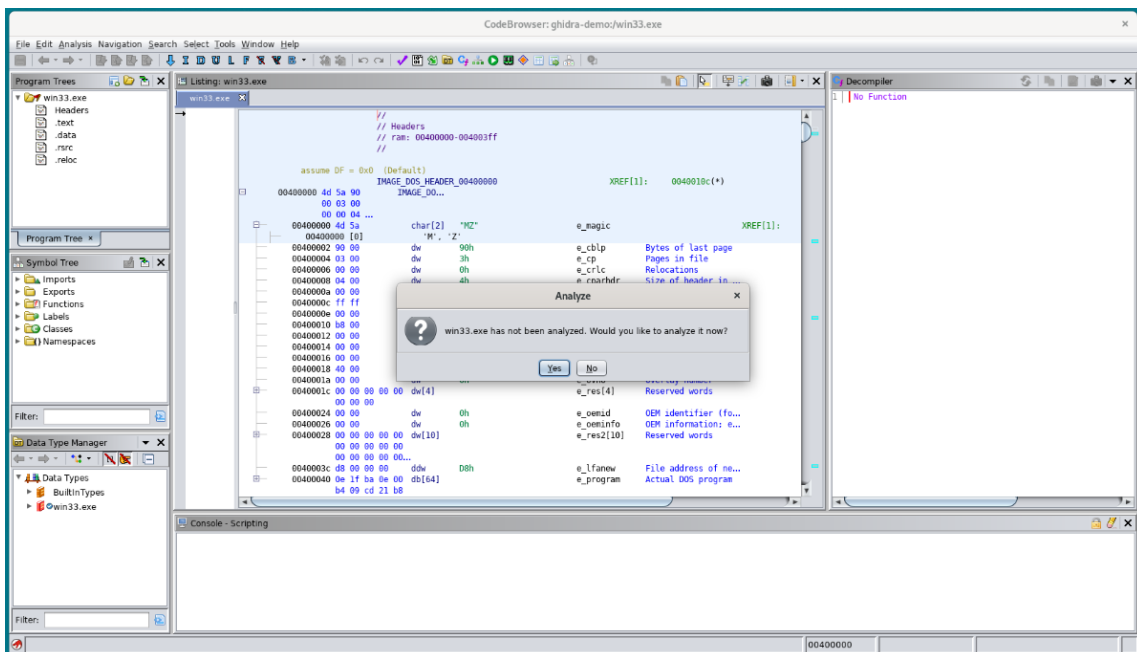 CodeBrowser: ghidra-demo:/win33.exe
File Edit Analysis Navigation Search Select Tools Window Help
I D U L F B
Program Trees
win33.exe
Headers
.text
.data
.rsrc
.reloc
Program Tree ×
Symbol Tree
Imports
Exports
Functions
Labels
Classes
Namespaces
Filter:
Data Type Manager
Data Types
BuiltInTypes
win33.exe
Filter:
Listing: win33.exe
win33.exe
//
// Headers
// ram: 00400000-004003ff
//
assume DF = 0x0 (Default)
IMAGE_DOS_HEADER_00400000 XREF[1]: 0040010c(*)
00400000 4d 5a 90 IMAGE_DO...
00 03 00
00 00 04 ...
00400000 4d 5a char[2] "MZ" e_magic XREF[1]:
00400000 [0] 'M', 'Z'
00400002 90 00 dw 90h e_cblp Bytes of last page
00400004 03 00 dw 3h e_cp Pages in file
00400006 00 00 dw 0h e_crlc Relocations
00400008 04 00 dw 4h e_cparhdr Size of header in ...
0040000a 00 00
0040000c ff ff
0040000e 00 00
00400010 b8 00
00400012 00 00
00400014 00 00
00400016 00 00
00400018 40 00
0040001a 00 00
0040001c 00 00 00 00 00 dw[4] e_res[4] Reserved words
00 00 00
00400024 00 00 dw 0h e_oemid OEM identifier (fo...
00400026 00 00 dw 0h e_oeminfo OEM information; e...
00400028 00 00 00 00 00 dw[10] e_res2[10] Reserved words
00 00 00 00 00
00 00 00 00 00...
0040003c d8 00 00 00 ddw D8h e_lfanew File address of ne...
00400040 0e 1f ba 0e 00 db[64] e_program Actual DOS program
b4 09 cd 21 b8
Analyze
win33.exe has not been analyzed. Would you like to analyze it now?
Yes No
Decompiler
1 No Function
Console - Scripting
00400000